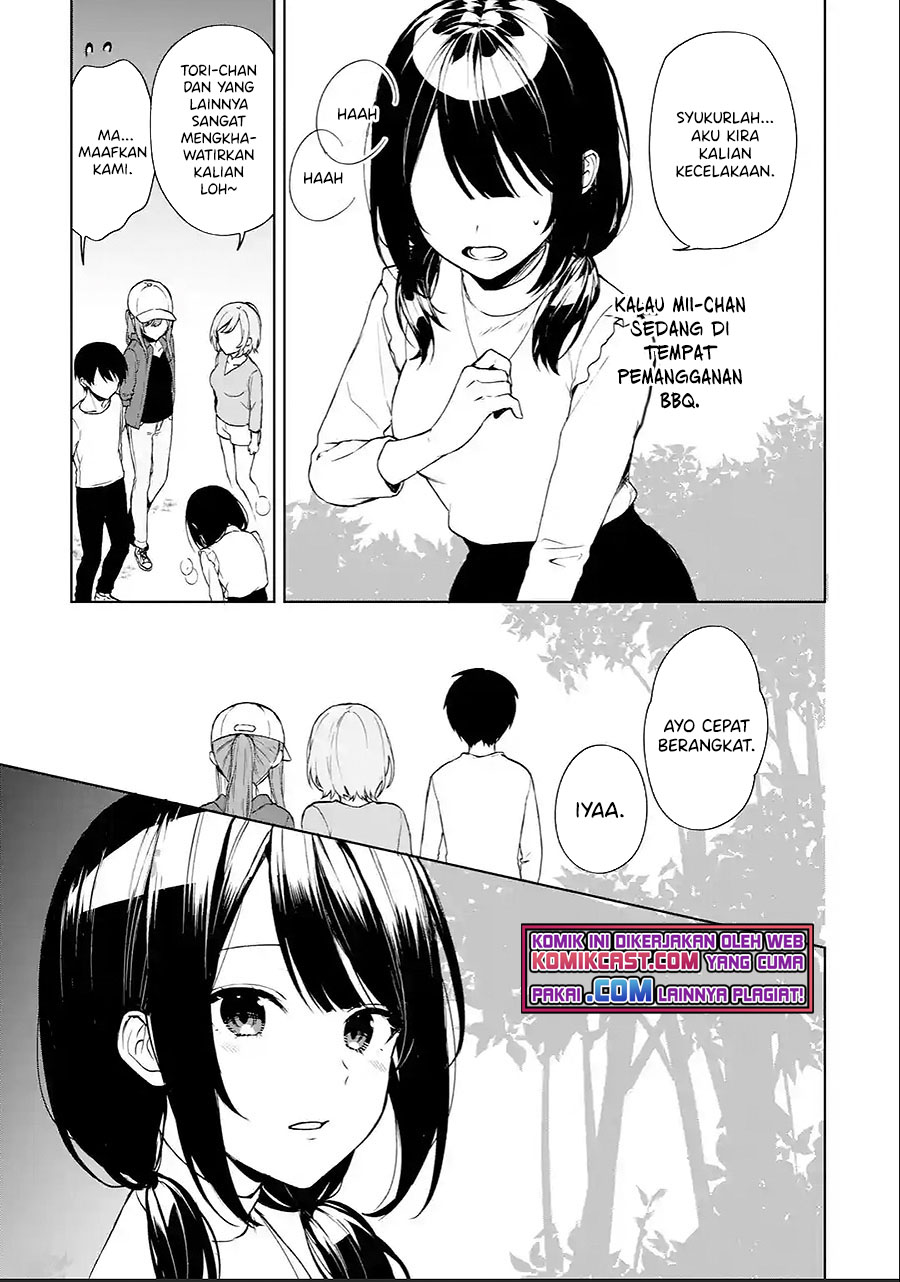 SYUKURLAH...
AKU KIRA
KALIAN
KECELAKAAN.
HAAH
HAAH
KALAU MII-CHAN
SEDANG DI
TEMPAT
PEMANGGANAN
BBQ.
TORI-CHAN
DAN YANG
LAINNYA
SANGAT
MENGKHA-
WATIRKAN
KALIAN
LOH~
MA...
MAAFKAN
KAMI.
AYO CEPAT
BERANGKAT.
IYAA.
KOMIK INI DIKERJAKAN OLEH WEB
KOMIKCAST.COM YANG CUMA
PAKAI .COM LAINNYA PLAGIAT!